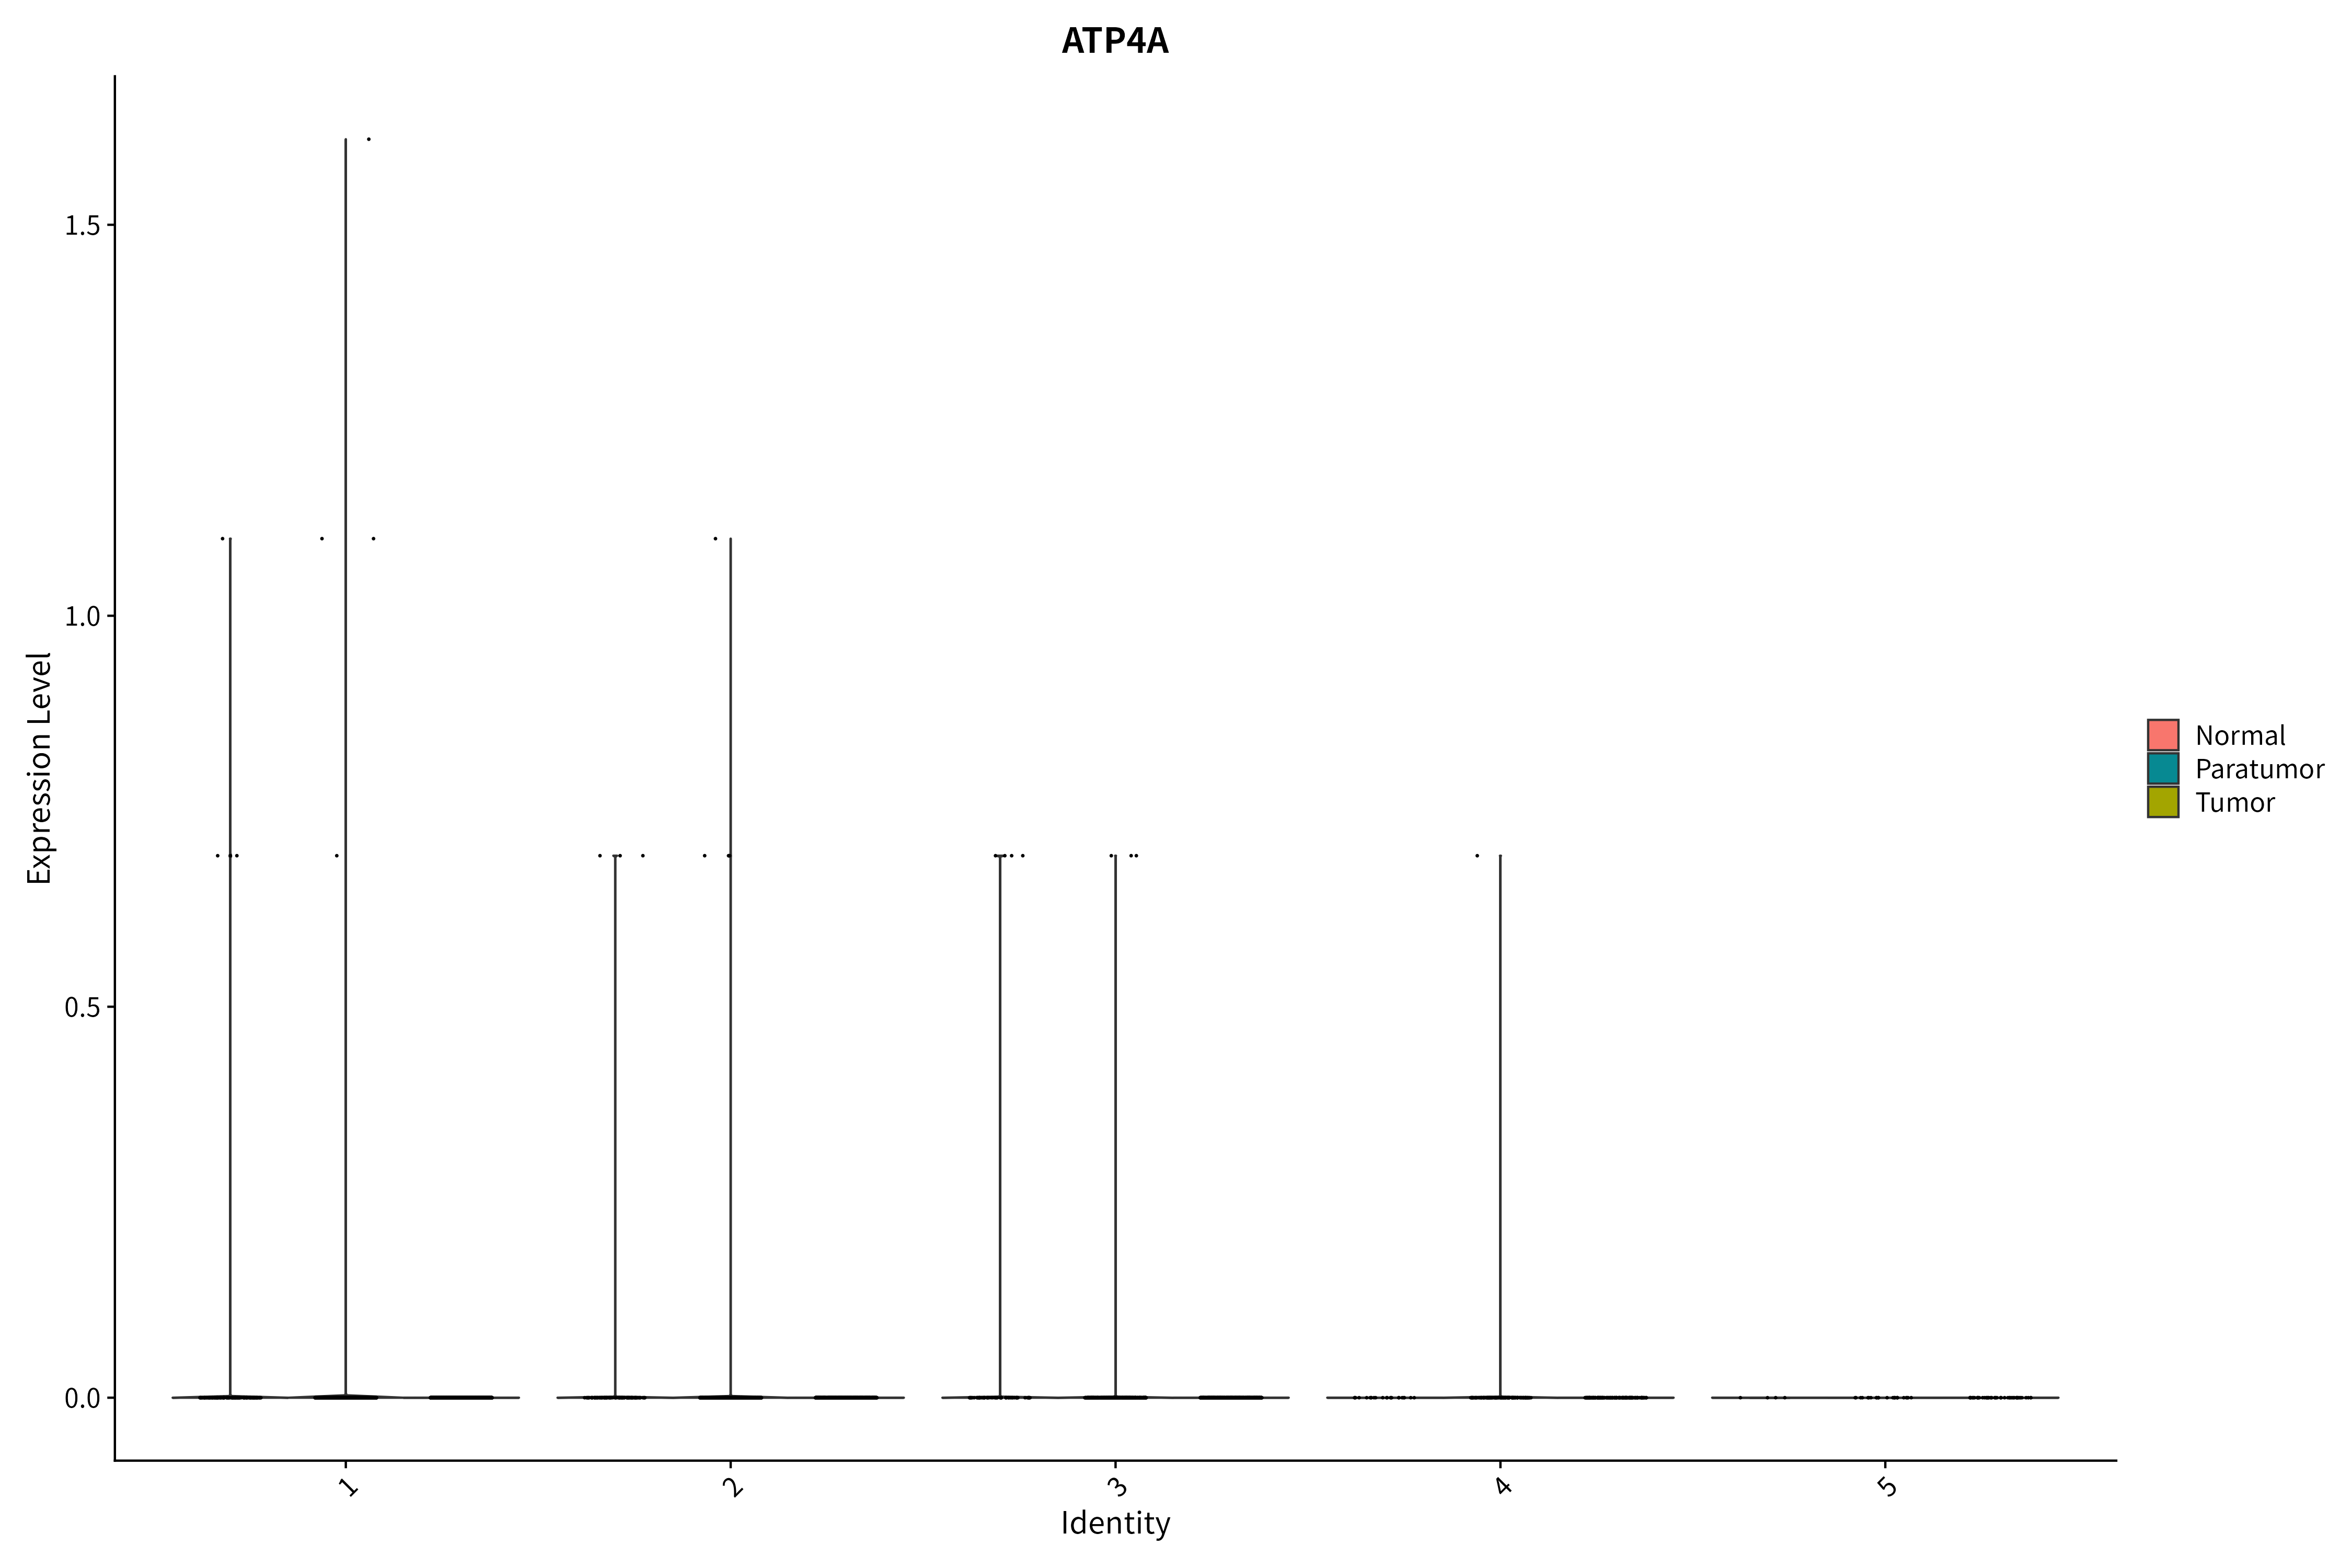 ATP4A
Expression Level
1.5
1.0
0.5
0.0
1
2
3
4
5
Identity
Normal
Paratumor
Tumor